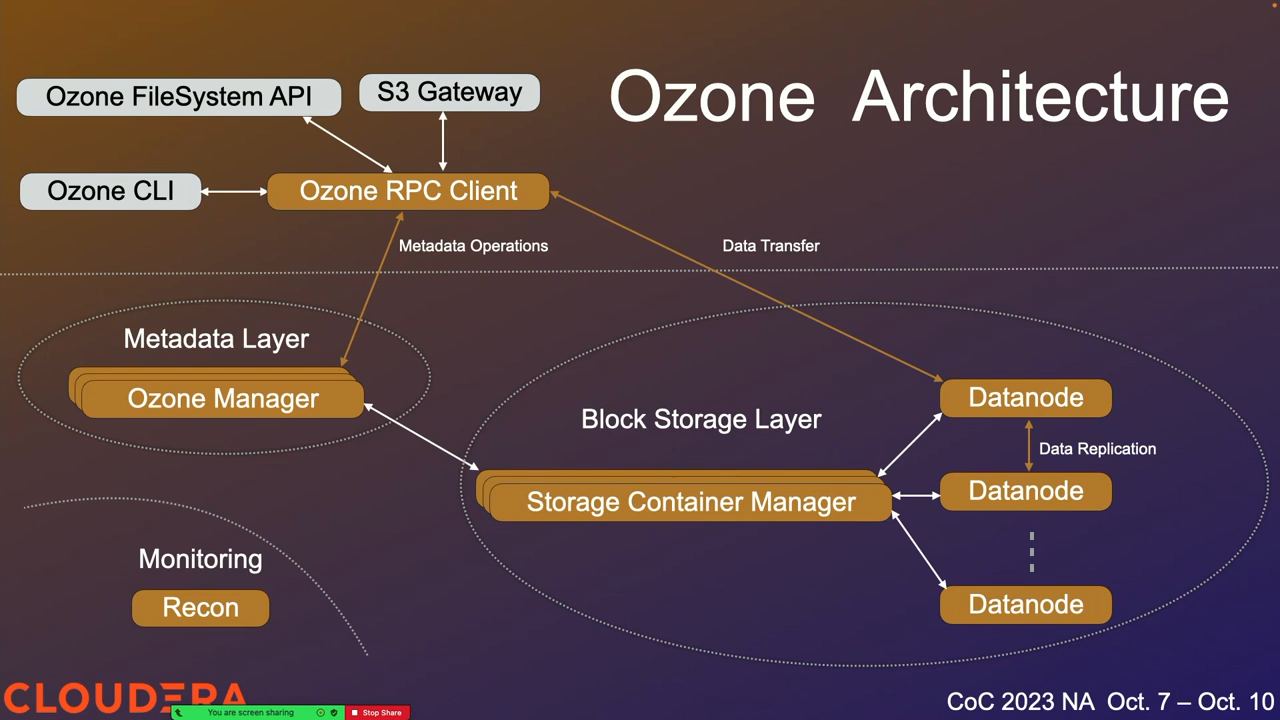 Ozone Architecture
Ozone FileSystem API
S3 Gateway
Ozone CLI
Ozone RPC Client
Metadata Operations
Data Transfer
Metadata Layer
Ozone Manager
Block Storage Layer
Storage Container Manager
Datanode
Data Replication
Datanode
Datanode
Monitoring
Recon
CLOUDERA
You are screen sharing
Stop Share
CoC 2023 NA Oct. 7 – Oct. 10